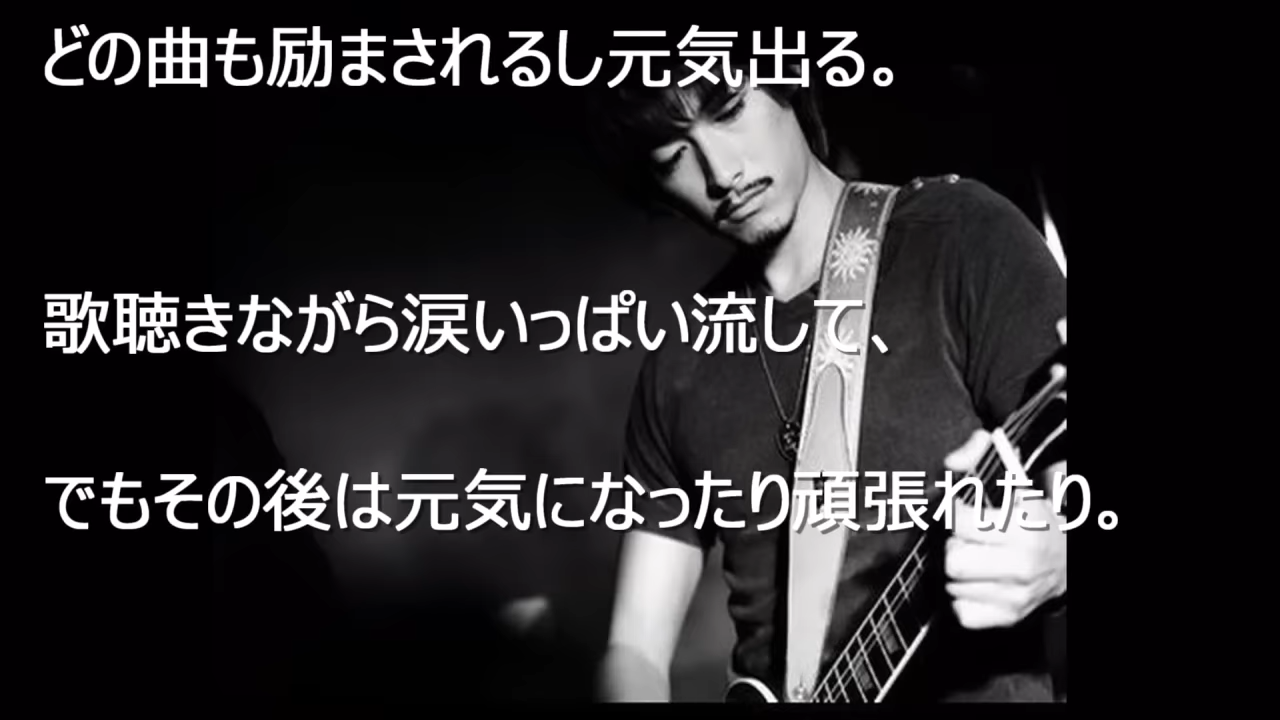 どの曲も励まされるし元気出る。
歌聴きながら涙いっぱい流して、
でもその後は元気になったり頑張れたり。